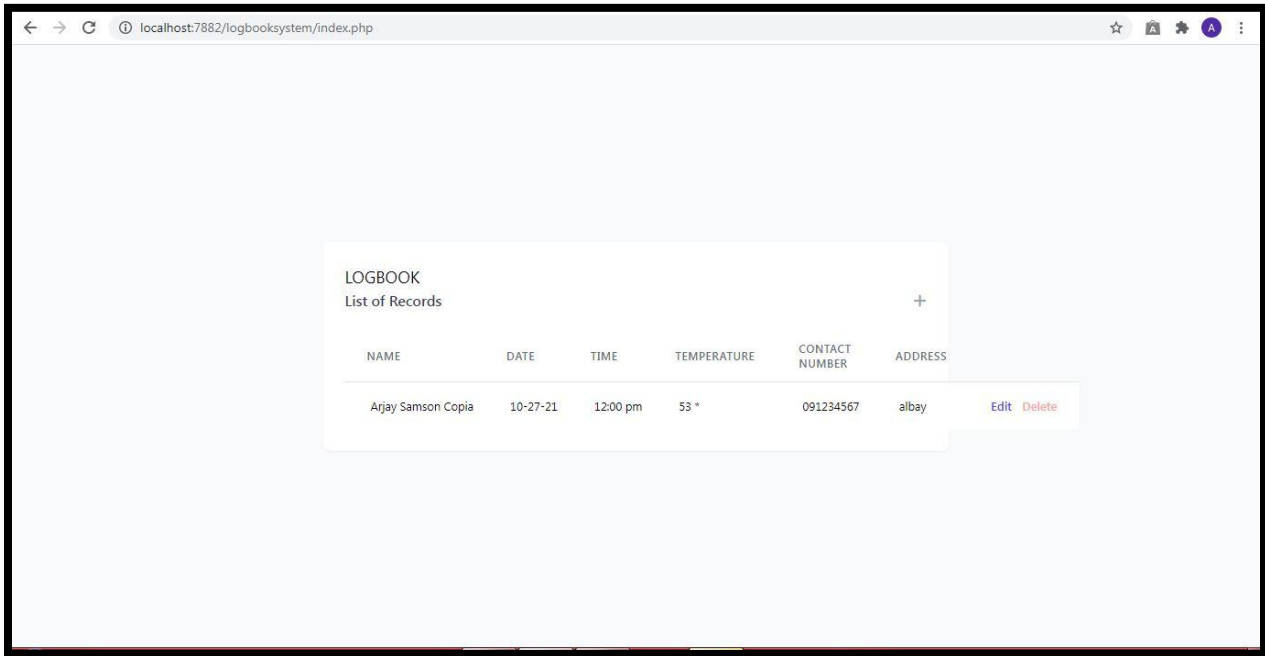 localhost:7882/logbooksystem/index.php
A
A
LOGBOOK
List of Records
+
NAME DATE TIME TEMPERATURE CONTACT NUMBER ADDRESS
Arjay Samson Copia 10-27-21 12:00 pm 53 * 091234567 albay Edit Delete